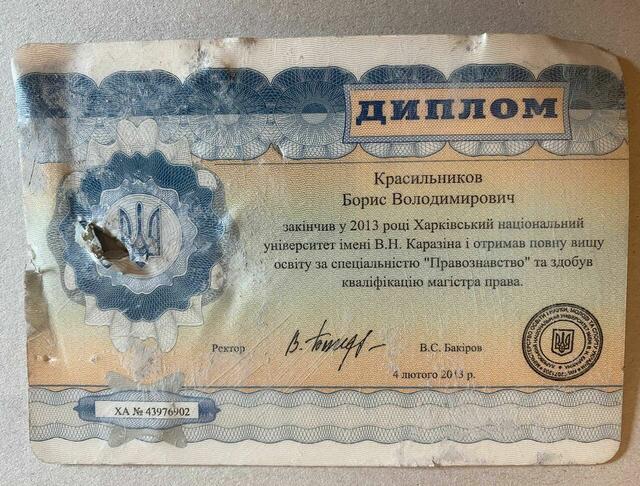 ДИПЛОМ
Красильников
Борис Володимирович
закінчив у 2013 році Харківський національний
університет імені В.Н. Каразіна і отримав повну вищу
освіту за спеціальністю "Правознавство" та здобув
кваліфікацію магістра права.
Ректор
В.С. Бакіров
4 лютого 2013 р.
ХА № 43976902